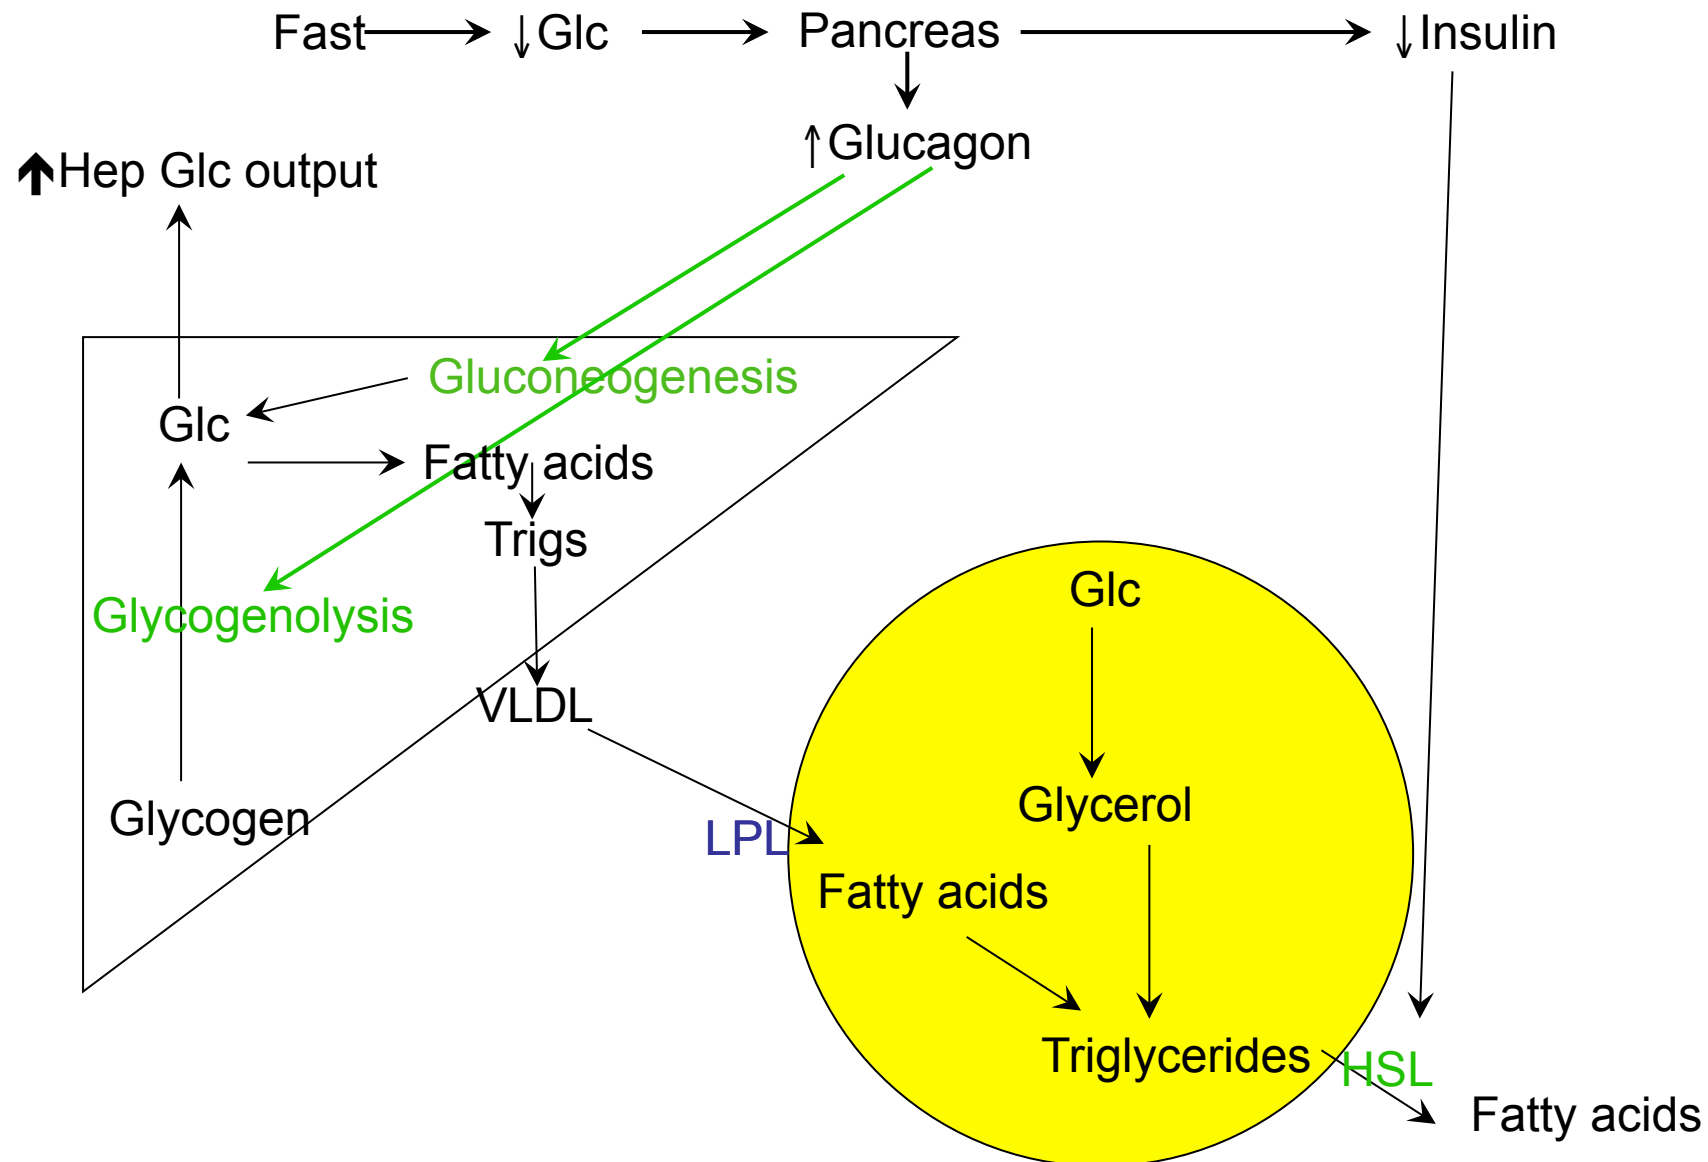 Fast
↓Glc
Pancreas
↓Insulin
↑Glucagon
↑Hep Glc output
Gluconeogenesis
Glc
Fatty acids
Trigs
Glycogenolysis
VLDL
Glycogen
LPL
Glc
Glycerol
Fatty acids
Triglycerides
HSL
Fatty acids